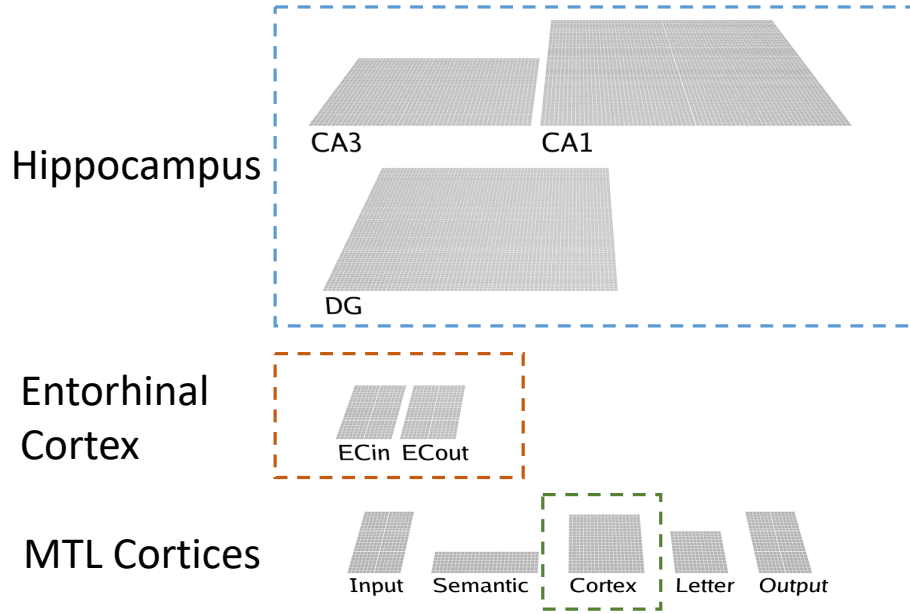 CA3 CA1
Hippocampus
DG
Entorhinal
Cortex
ECin ECout
MTL Cortices
Input Semantic Cortex Letter Output